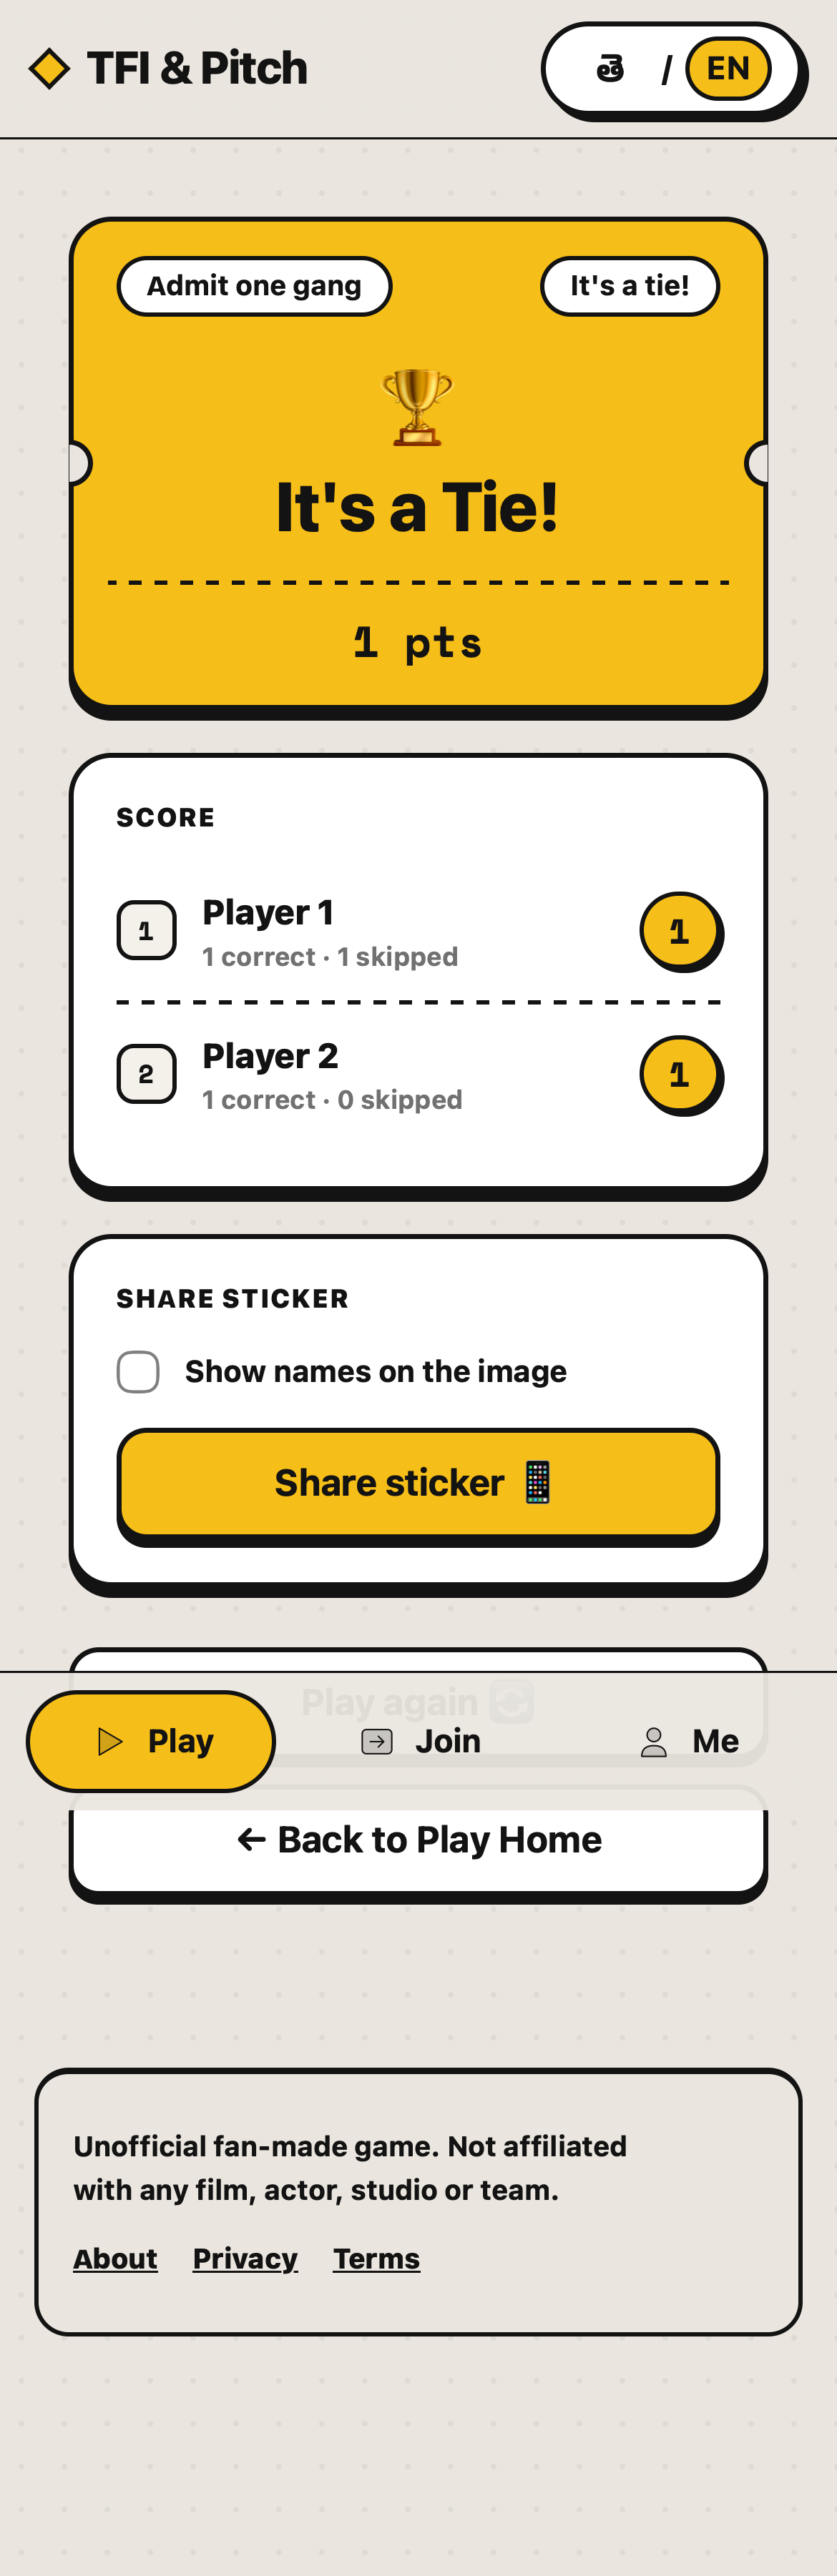 TFI & Pitch
తె / EN
Admit one gang
It's a tie!
It's a Tie!
1 pts
SCORE
1
Player 1
1 correct · 1 skipped
1
2
Player 2
1 correct · 0 skipped
1
SHARE STICKER
Show names on the image
Share sticker
Play again
Play
Join
Me
← Back to Play Home
Unofficial fan-made game. Not affiliated
with any film, actor, studio or team.
About Privacy Terms